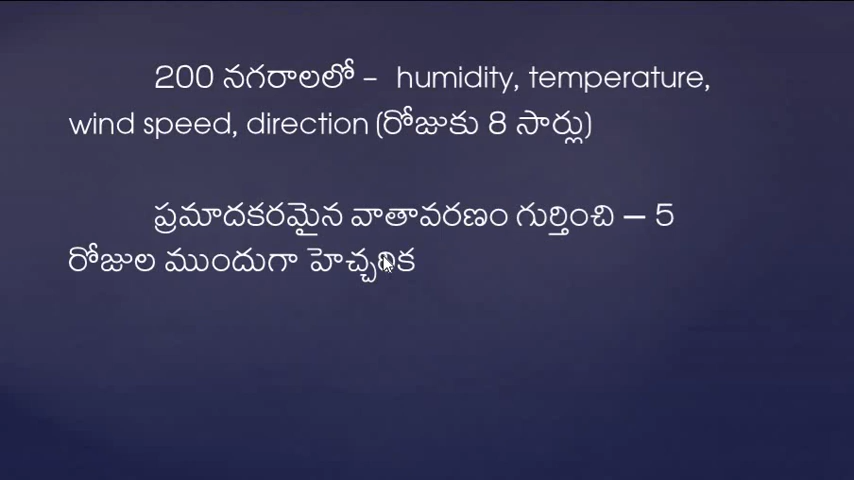 200 నగరాలలో – humidity, temperature,
wind speed, direction (రోజుకు 8 సార్లు)
ప్రమాదకరమైన వాతావరణం గుర్తించి – 5
రోజుల ముందుగా హెచ్చరిక